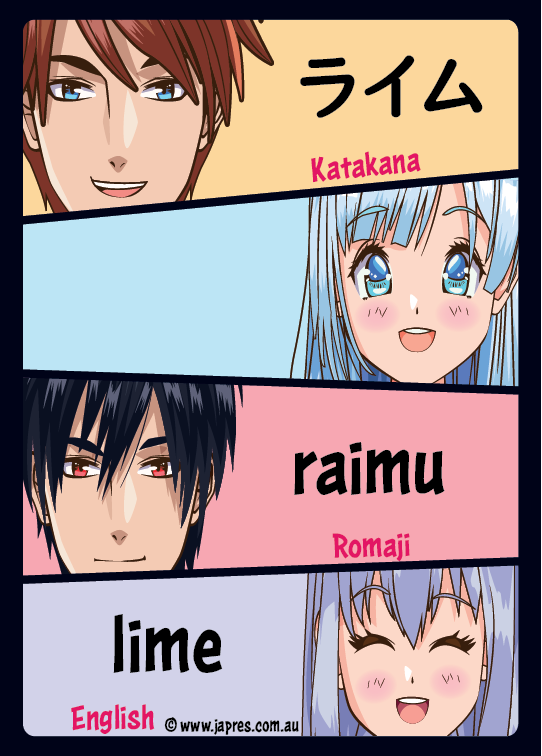 ライム
Katakana
raimu
Romaji
lime
English © www.japres.com.au